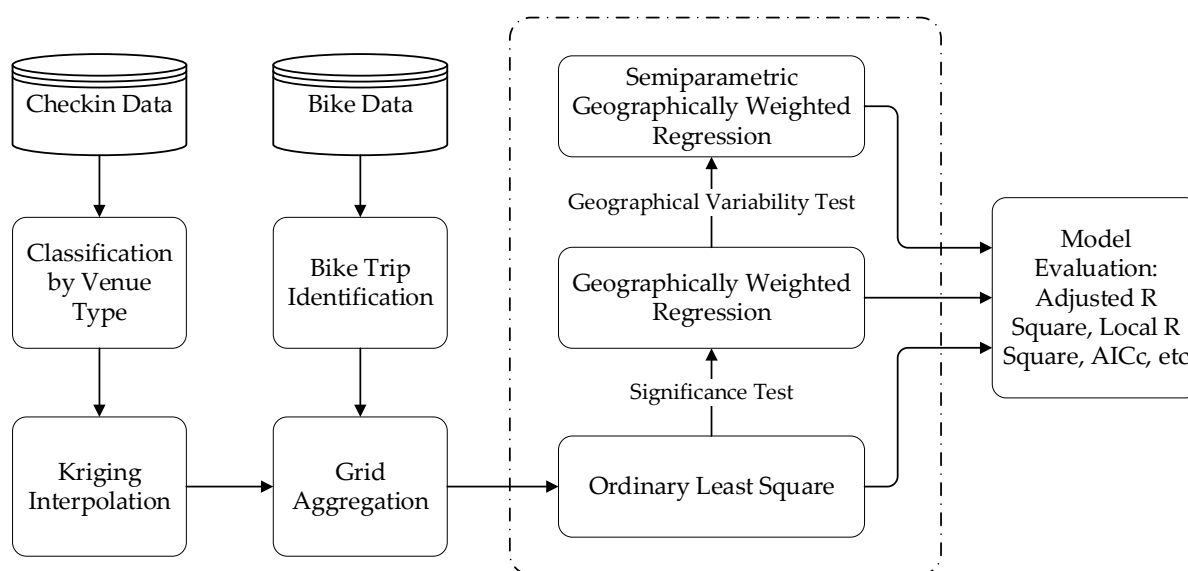 Checkin Data
Classification
by Venue
Type
Kriging
Interpolation
Bike Data
Bike Trip
Identification
Grid
Aggregation
Semiparametric
Geographically Weighted
Regression
Geographical Variability Test
Geographically Weighted
Regression
Significance Test
Ordinary Least Square
Model
Evaluation:
Adjusted R
Square, Local R
Square, AICc, etc